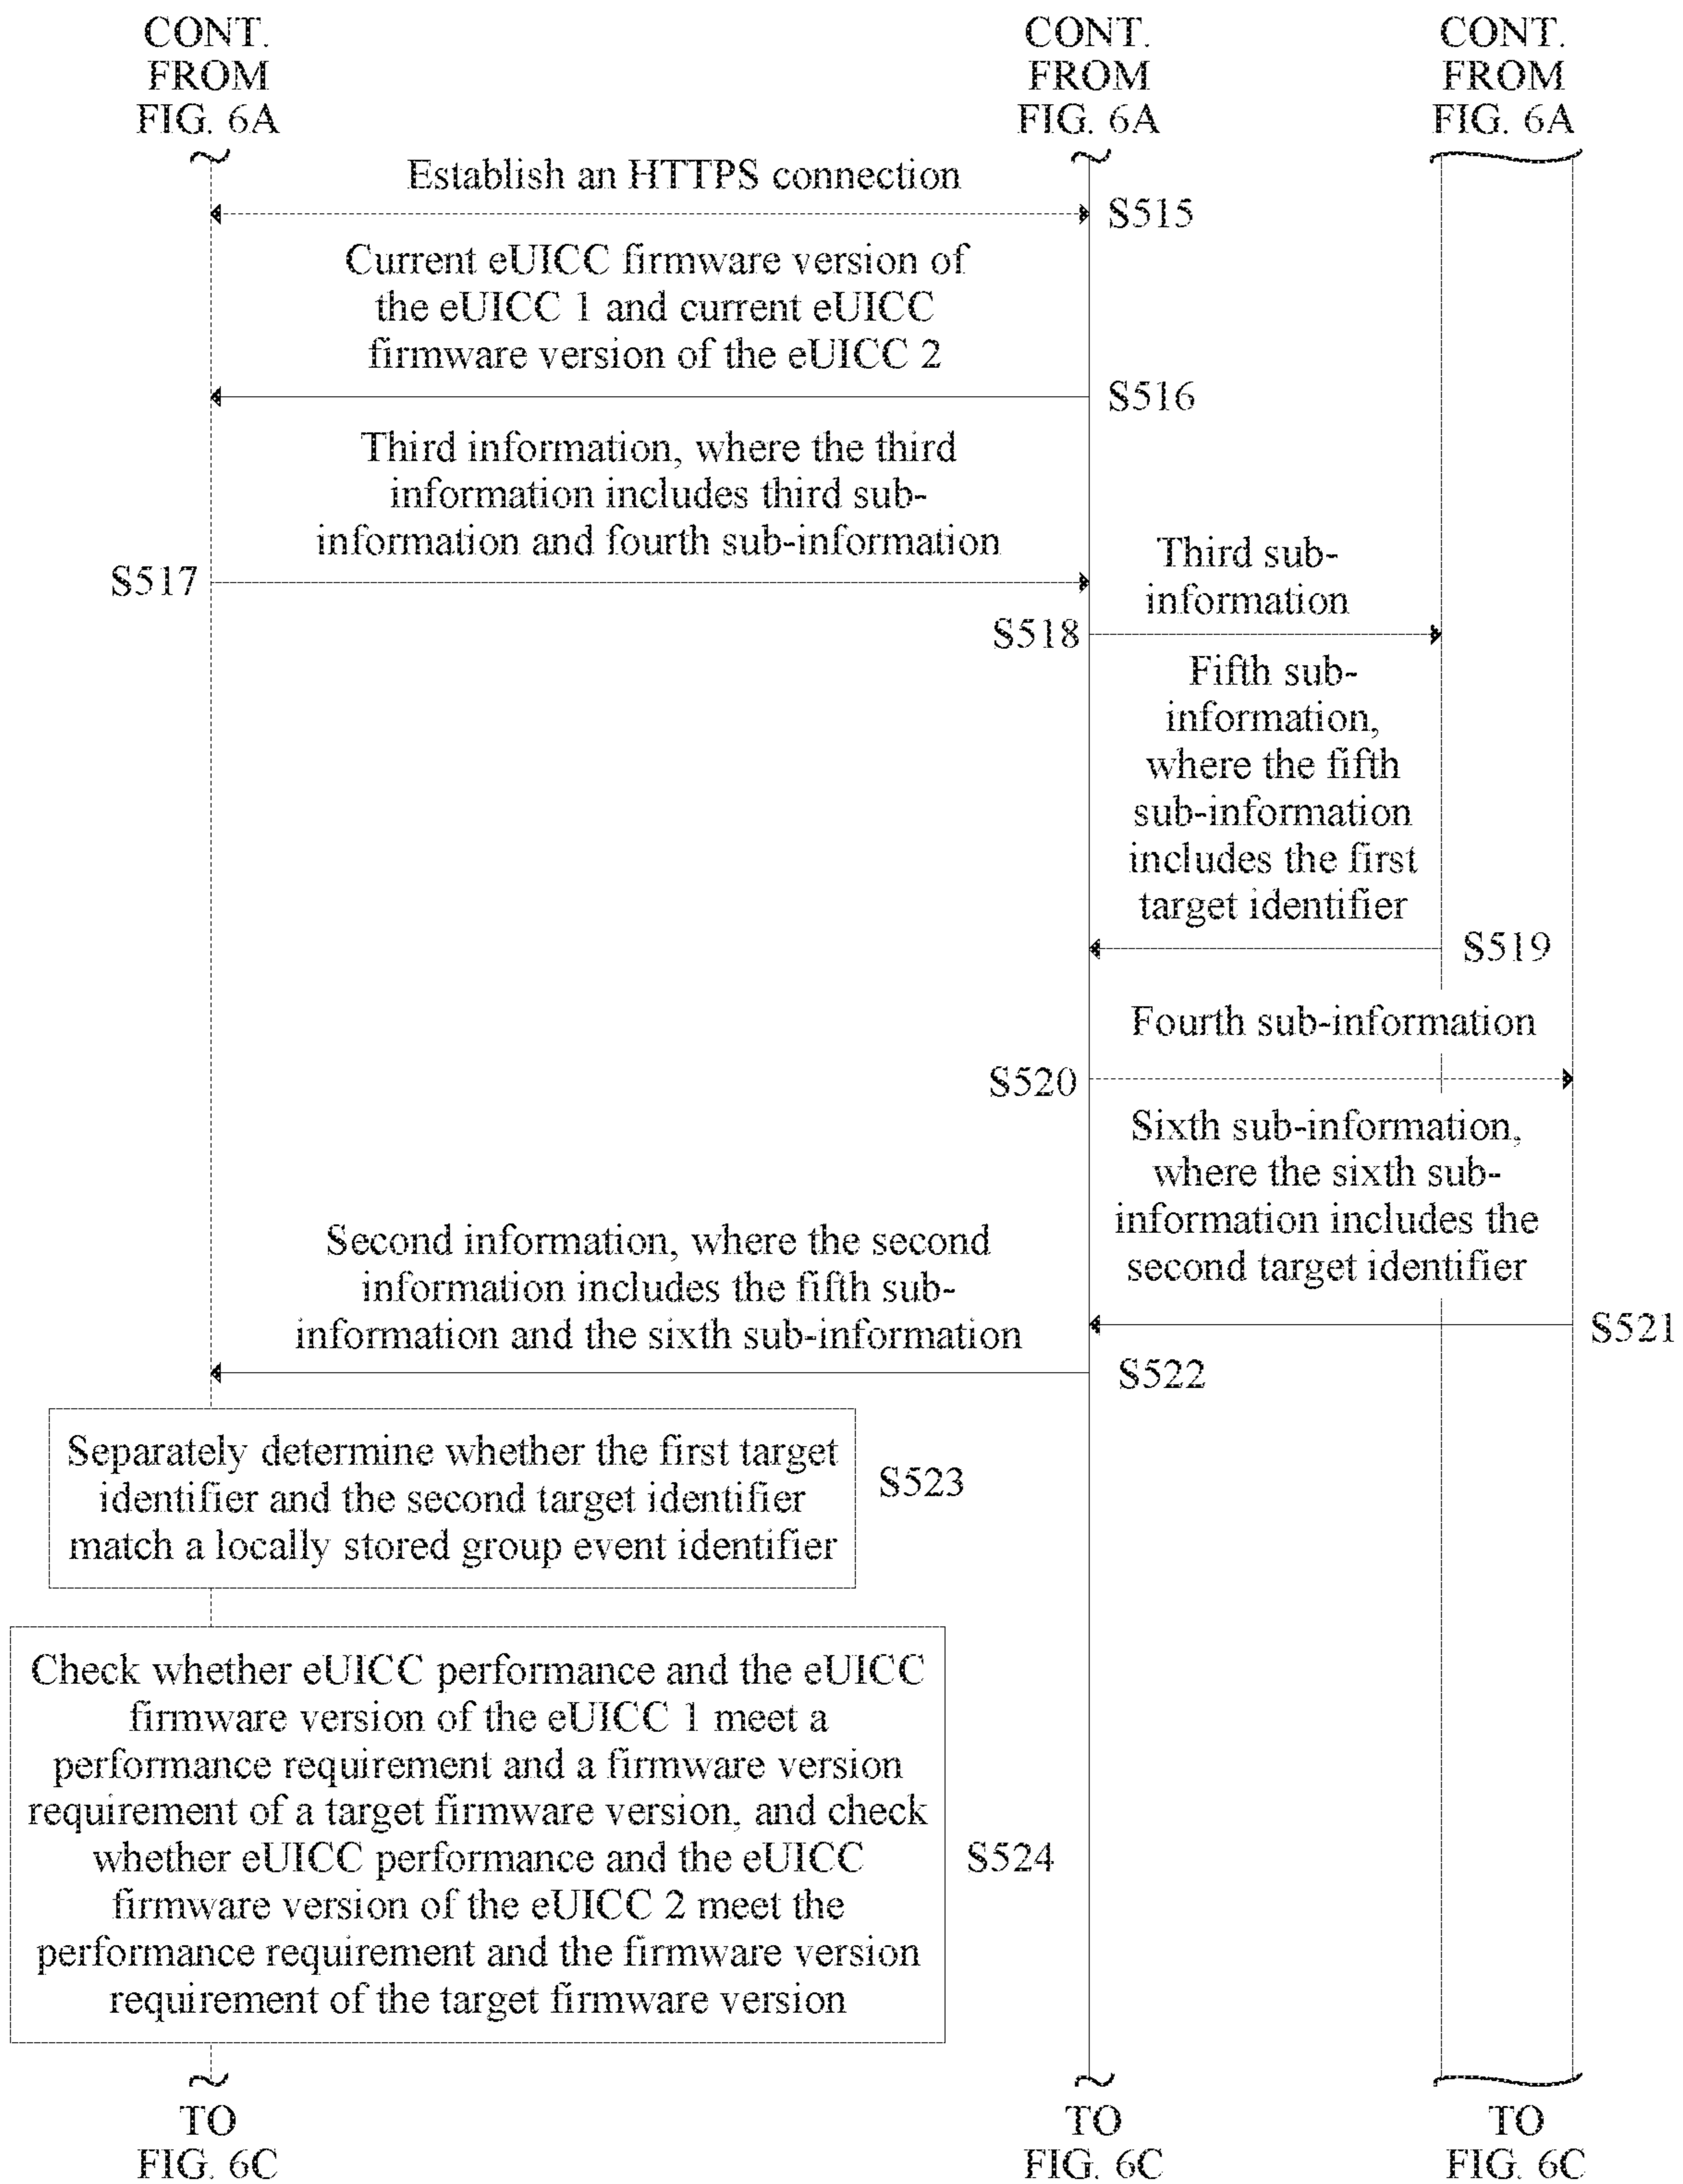 CONT.
FROM
FIG. 6A
CONT.
FROM
FIG. 6A
CONT.
FROM
FIG. 6A
Establish an HTTPS connection
S515
Current eUICC firmware version of
the eUICC 1 and current eUICC
firmware version of the eUICC 2
S516
Third information, where the third
information includes third sub-
information and fourth sub-information
S517
Third sub-
information
S518
Fifth sub-
information,
where the fifth
sub-information
includes the first
target identifier
S519
Fourth sub-information
S520
Sixth sub-information,
where the sixth sub-
information includes the
second target identifier
S521
Second information, where the second
information includes the fifth sub-
information and the sixth sub-information
S522
Separately determine whether the first target
identifier and the second target identifier
match a locally stored group event identifier
S523
Check whether eUICC performance and the eUICC
firmware version of the eUICC 1 meet a
performance requirement and a firmware version
requirement of a target firmware version, and check
whether eUICC performance and the eUICC
firmware version of the eUICC 2 meet the
performance requirement and the firmware version
requirement of the target firmware version
S524
TO
FIG. 6C
TO
FIG. 6C
TO
FIG. 6C